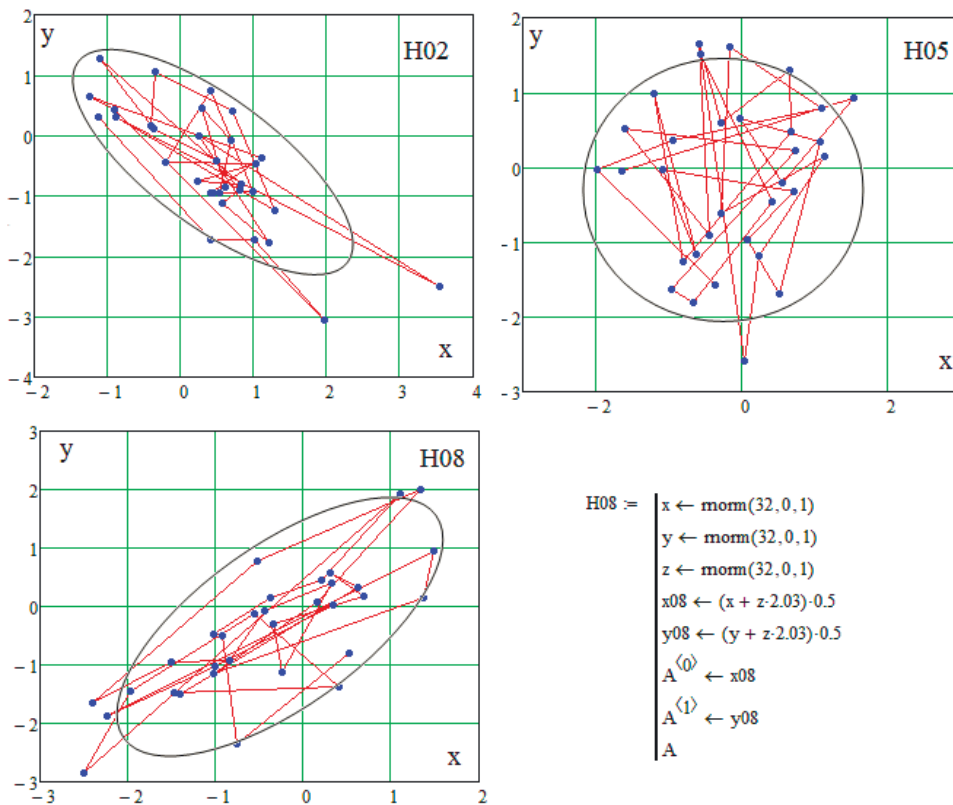 2
y
H02
1
0
−1
−2
−3
−4
−2 −1 0 1 2 3 4
x
2
y
H05
1
0
−1
−2
−3
−2 0 2
x
3
y
H08
2
1
0
−1
−2
−3
−3 −2 −1 0 1 2
x
H08 :=
x ← rnorm(32,0,1)
y ← rnorm(32,0,1)
z ← rnorm(32,0,1)
x08 ← (x + z·2.03)·0.5
y08 ← (y + z·2.03)·0.5
A⟨0⟩ ← x08
A⟨1⟩ ← y08
A